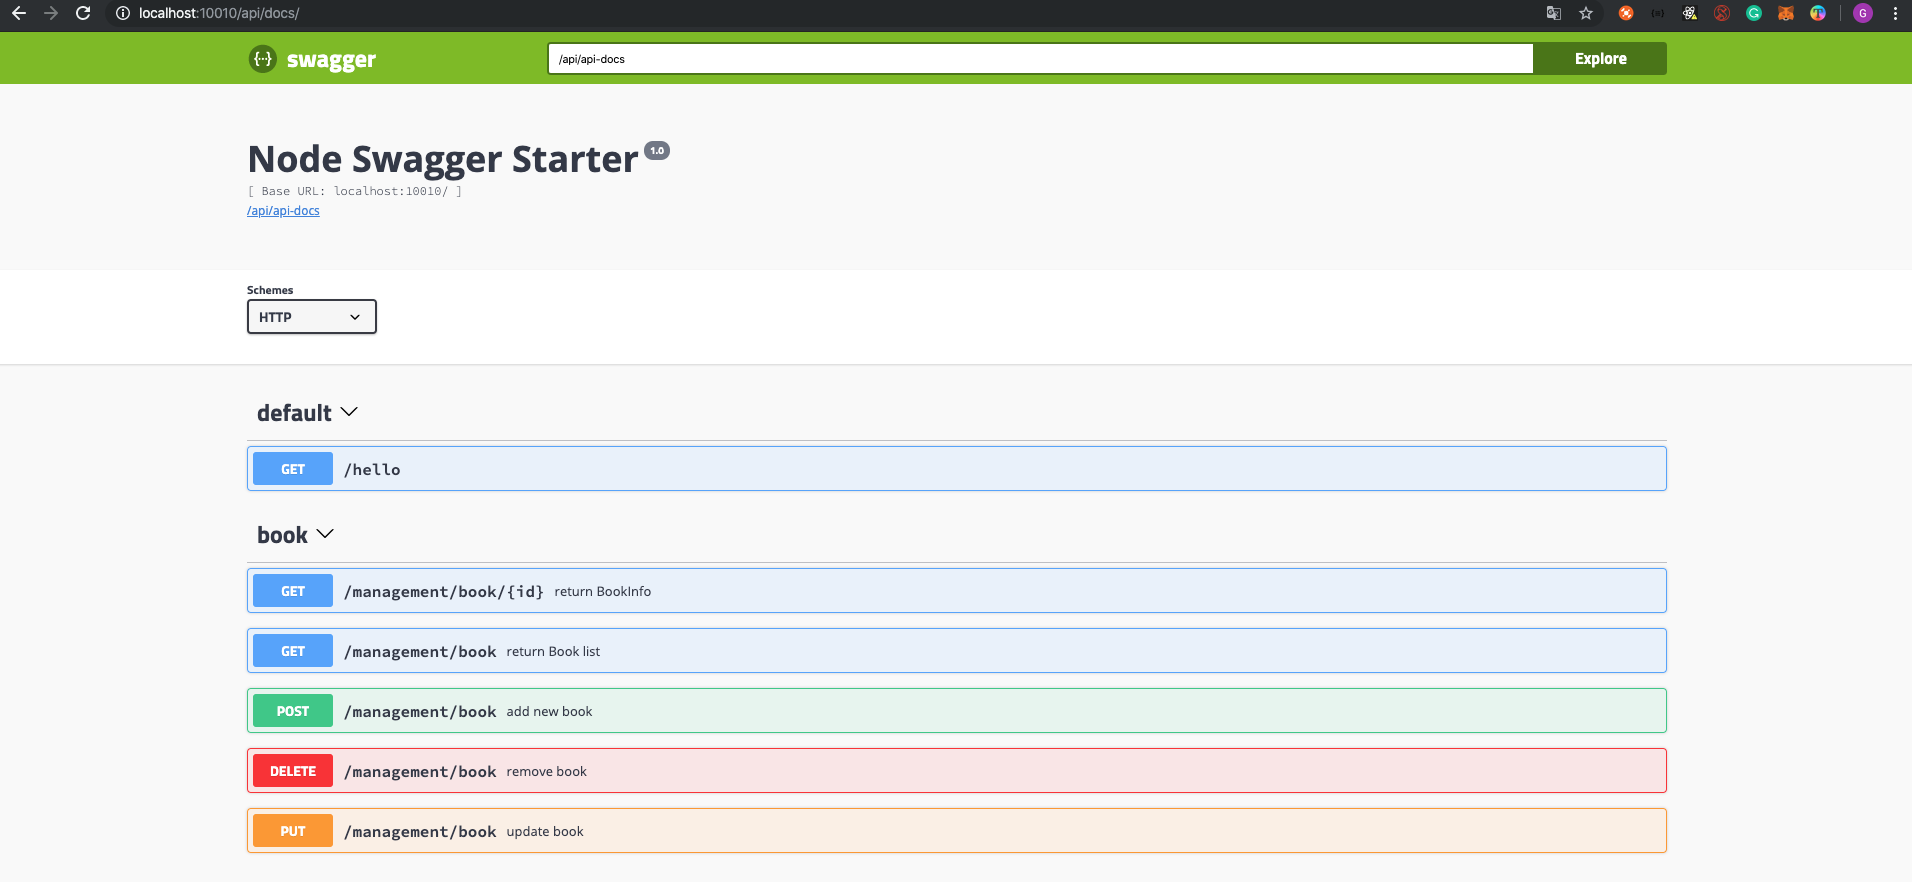 localhost:10010/api/docs/
G
{···} swagger
/api/api-docs
Explore
Node Swagger Starter 1.0
[ Base URL: localhost:10010/ ]
/api/api-docs
Schemes
HTTP
default
GET /hello
book
GET /management/book/{id} return BookInfo
GET /management/book return Book list
POST /management/book add new book
DELETE /management/book remove book
PUT /management/book update book